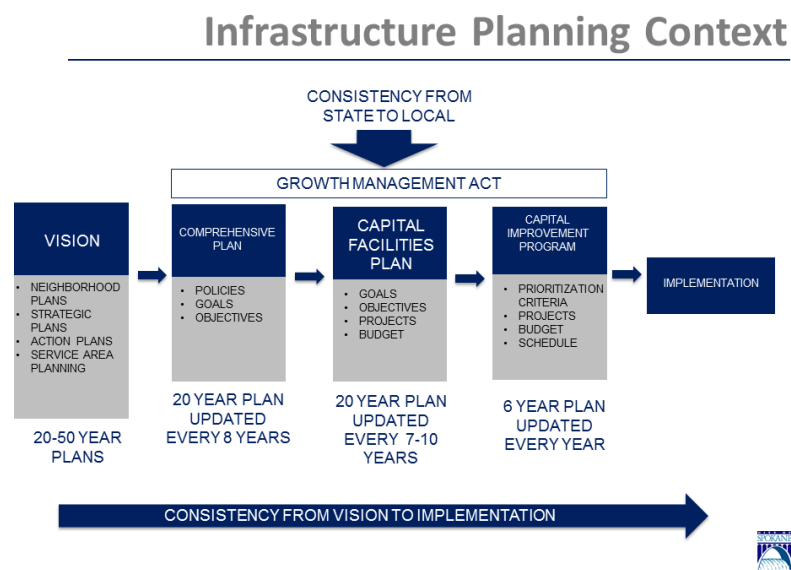 Infrastructure Planning Context
CONSISTENCY FROM
STATE TO LOCAL
GROWTH MANAGEMENT ACT
VISION
• NEIGHBORHOOD
PLANS
• STRATEGIC
PLANS
• ACTION PLANS
• SERVICE AREA
PLANNING
20-50 YEAR
PLANS
COMPREHENSIVE
PLAN
• POLICIES
• GOALS
• OBJECTIVES
20 YEAR PLAN
UPDATED
EVERY 8 YEARS
CAPITAL
FACILITIES
PLAN
• GOALS
• OBJECTIVES
• PROJECTS
• BUDGET
20 YEAR PLAN
UPDATED
EVERY 7-10
YEARS
CAPITAL
IMPROVEMENT
PROGRAM
• PRIORITIZATION
CRITERIA
• PROJECTS
• BUDGET
• SCHEDULE
6 YEAR PLAN
UPDATED
EVERY YEAR
IMPLEMENTATION
CONSISTENCY FROM VISION TO IMPLEMENTATION
CITY OF
SPOKANE